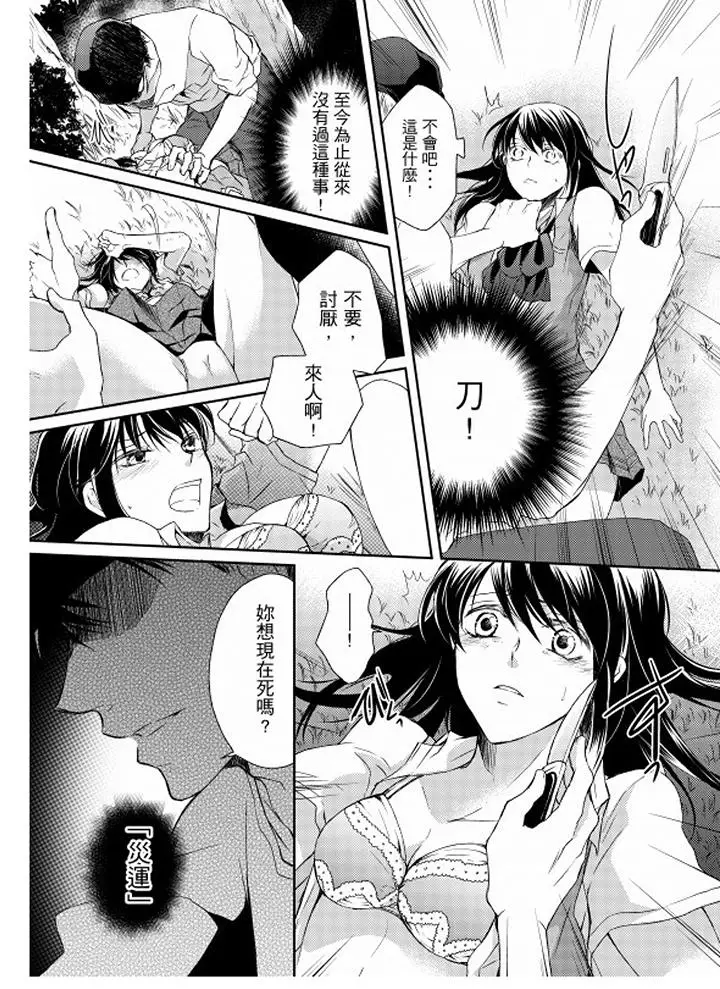 不會吧…
這是什麼！
刀！
至今為止從來
沒有過這種事！
不要，
討厭，
來人啊！
——！
妳想現在死嗎？
「災運」